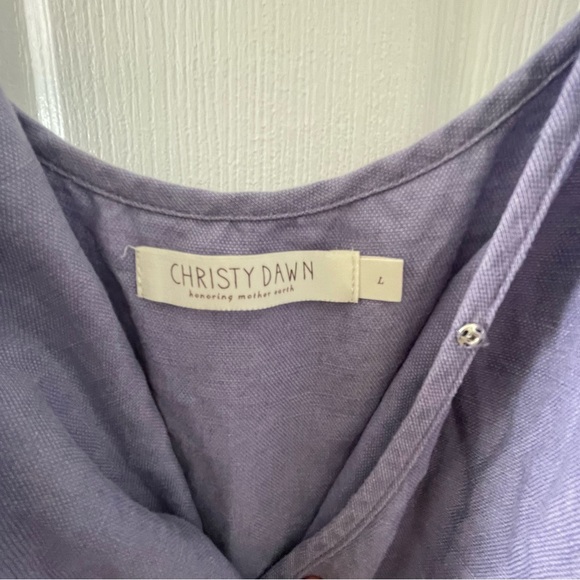 CHRISTY DAWN
honoring mother earth
L